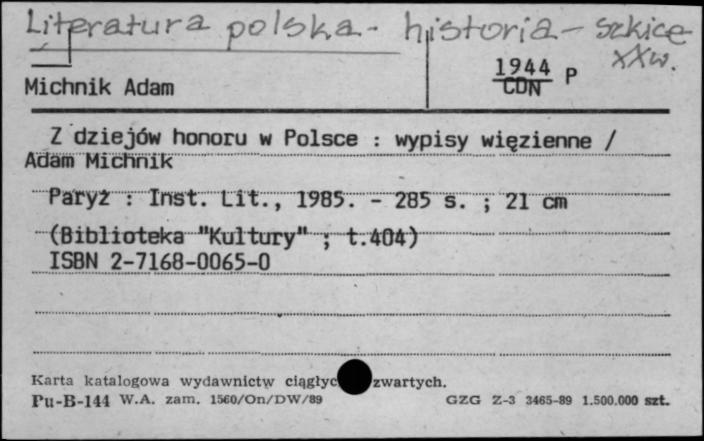 Literatura polska - historia - szkice
XXw.
1944 P
CDN
Michnik Adam
Z dziejów honoru w Polsce : wypisy więzienne /
Adam Michnik
Paryż : Inst. Lit., 1985. - 285 s. ; 21 cm
(Biblioteka "Kultury" ; t.404)
ISBN 2-7168-0065-0
Karta katalogowa wydawnictw ciągłyc zwartych.
Pu-B-144 W.A. zam. 1560/On/DW/89 GZG Z-3 3465-89 1.500.000 szt.